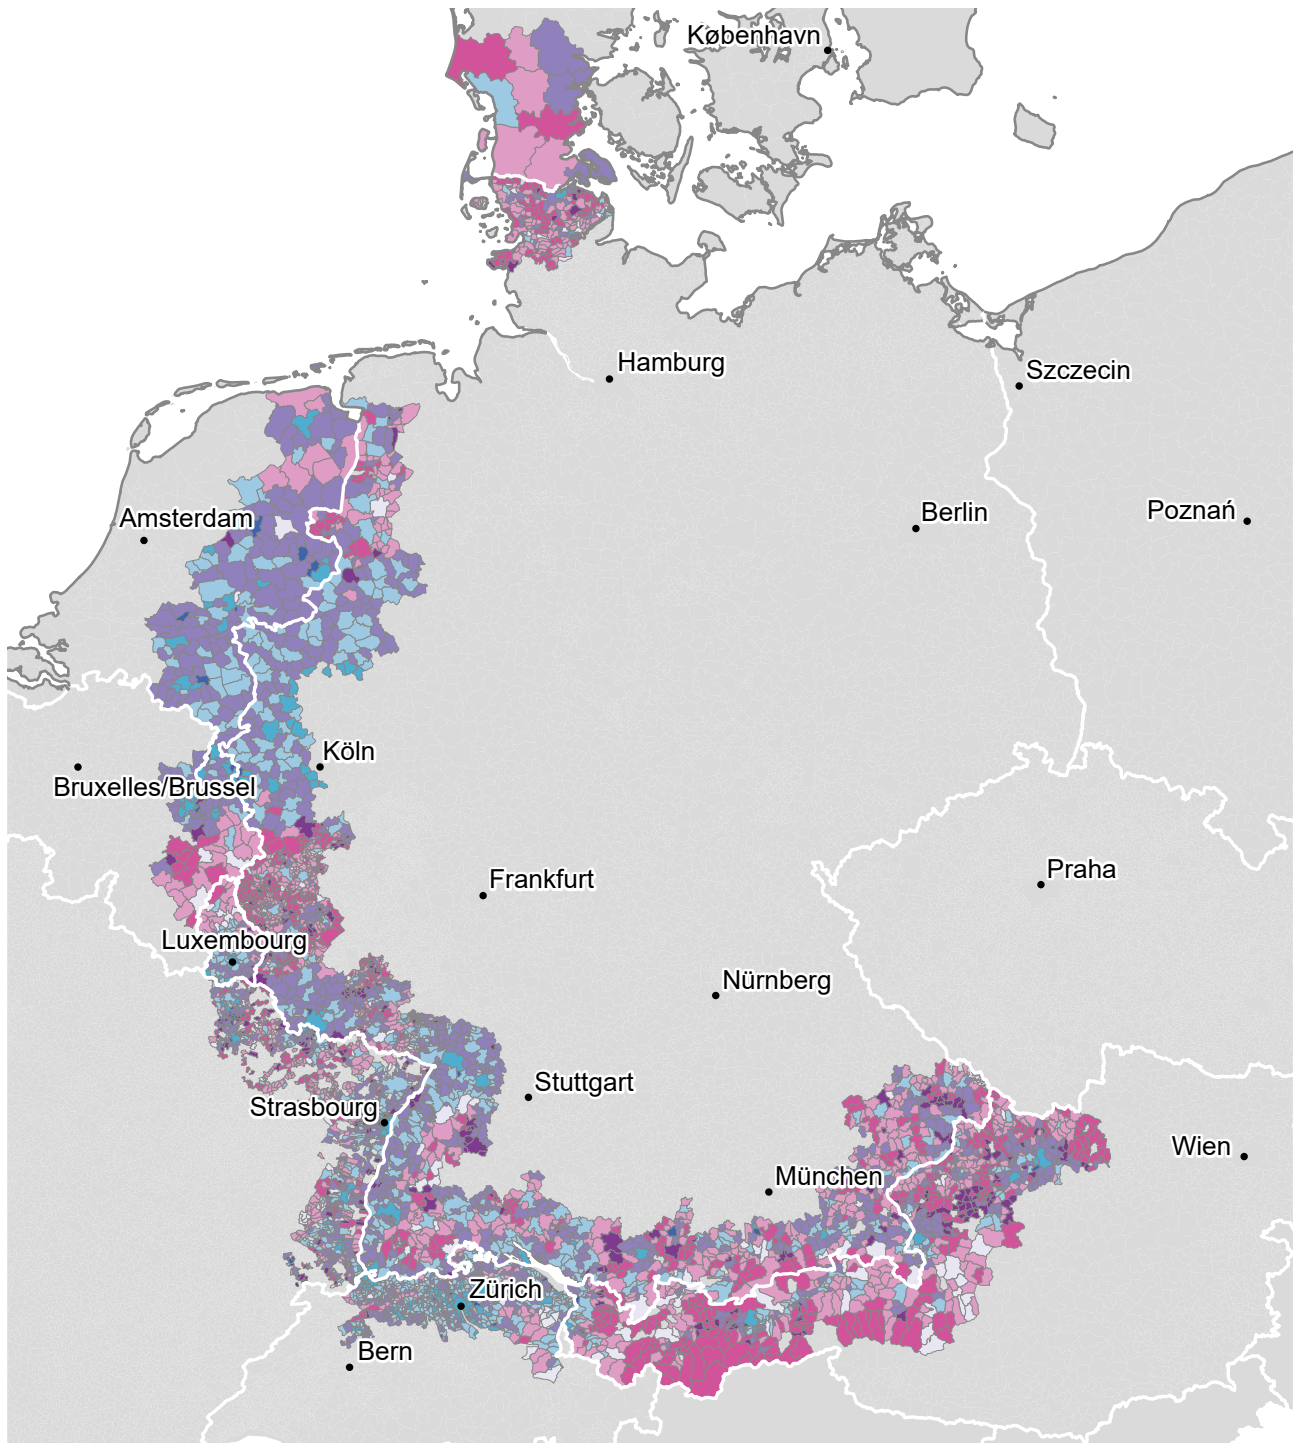 København
Hamburg
Szczecin
Amsterdam
Berlin
Poznań
Köln
Bruxelles/Brussel
Frankfurt
Praha
Luxembourg
Nürnberg
Stuttgart
Strasbourg
Wien
München
Zürich
Bern